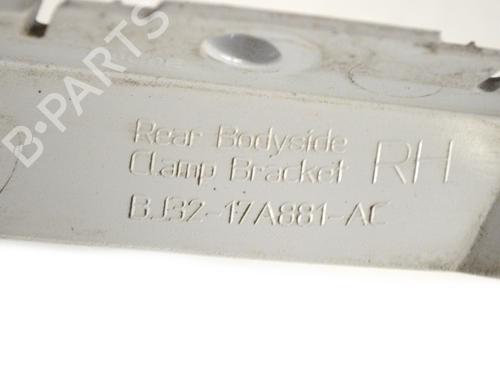 Rear Bodyside
Clamp Bracket RH
BJ32-17A881-AC
B-PARTS